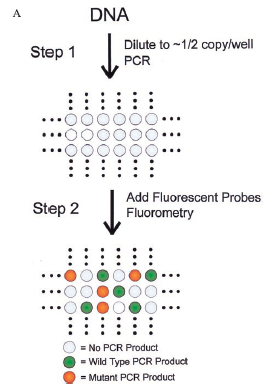 A
DNA
Step 1
Dilute to ~1/2 copy/well
PCR
Step 2
Add Fluorescent Probes
Fluorometry
= No PCR Product
= Wild Type PCR Product
= Mutant PCR Product